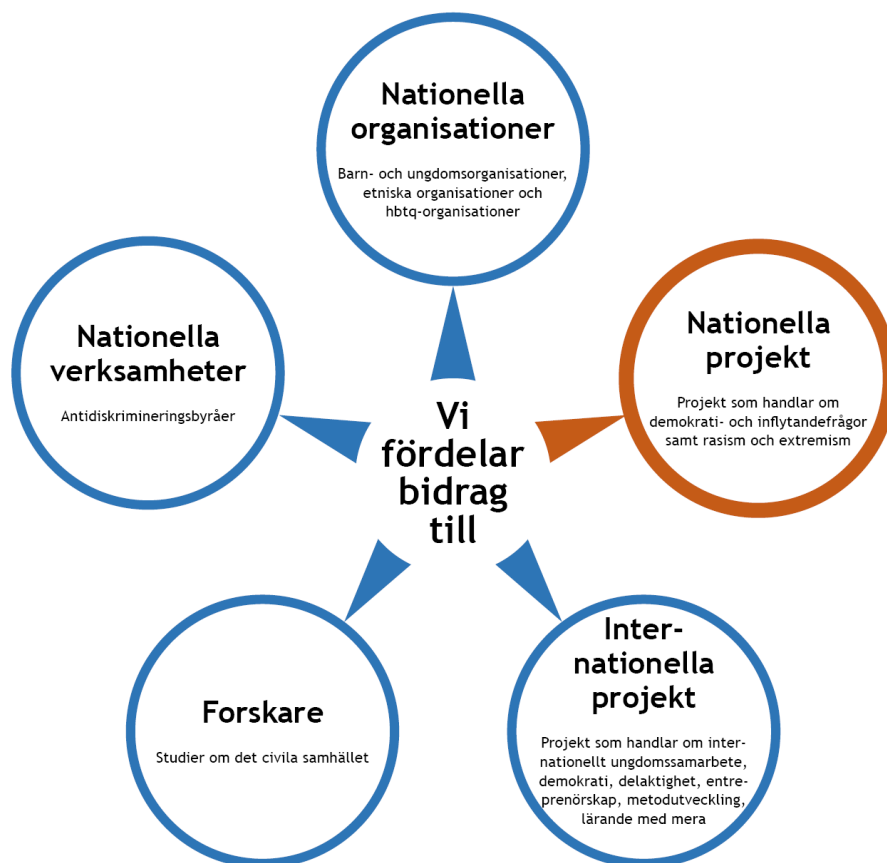 Nationella
organisationer
Barn- och ungdomsorganisationer,
etniska organisationer och
hbtq-organisationer
Nationella
projekt
Projekt som handlar om
demokrati- och inflytandefrågor
samt rasism och extremism
Nationella
verksamheter
Antidiskrimineringsbyråer
Vi
fördelar
bidrag
till
Forskare
Studier om det civila samhället
Inter-
nationella
projekt
Projekt som handlar om inter-
nationellt ungdomssamarbete,
demokrati, delaktighet, entre-
prenörskap, metodutveckling,
lärande med mera